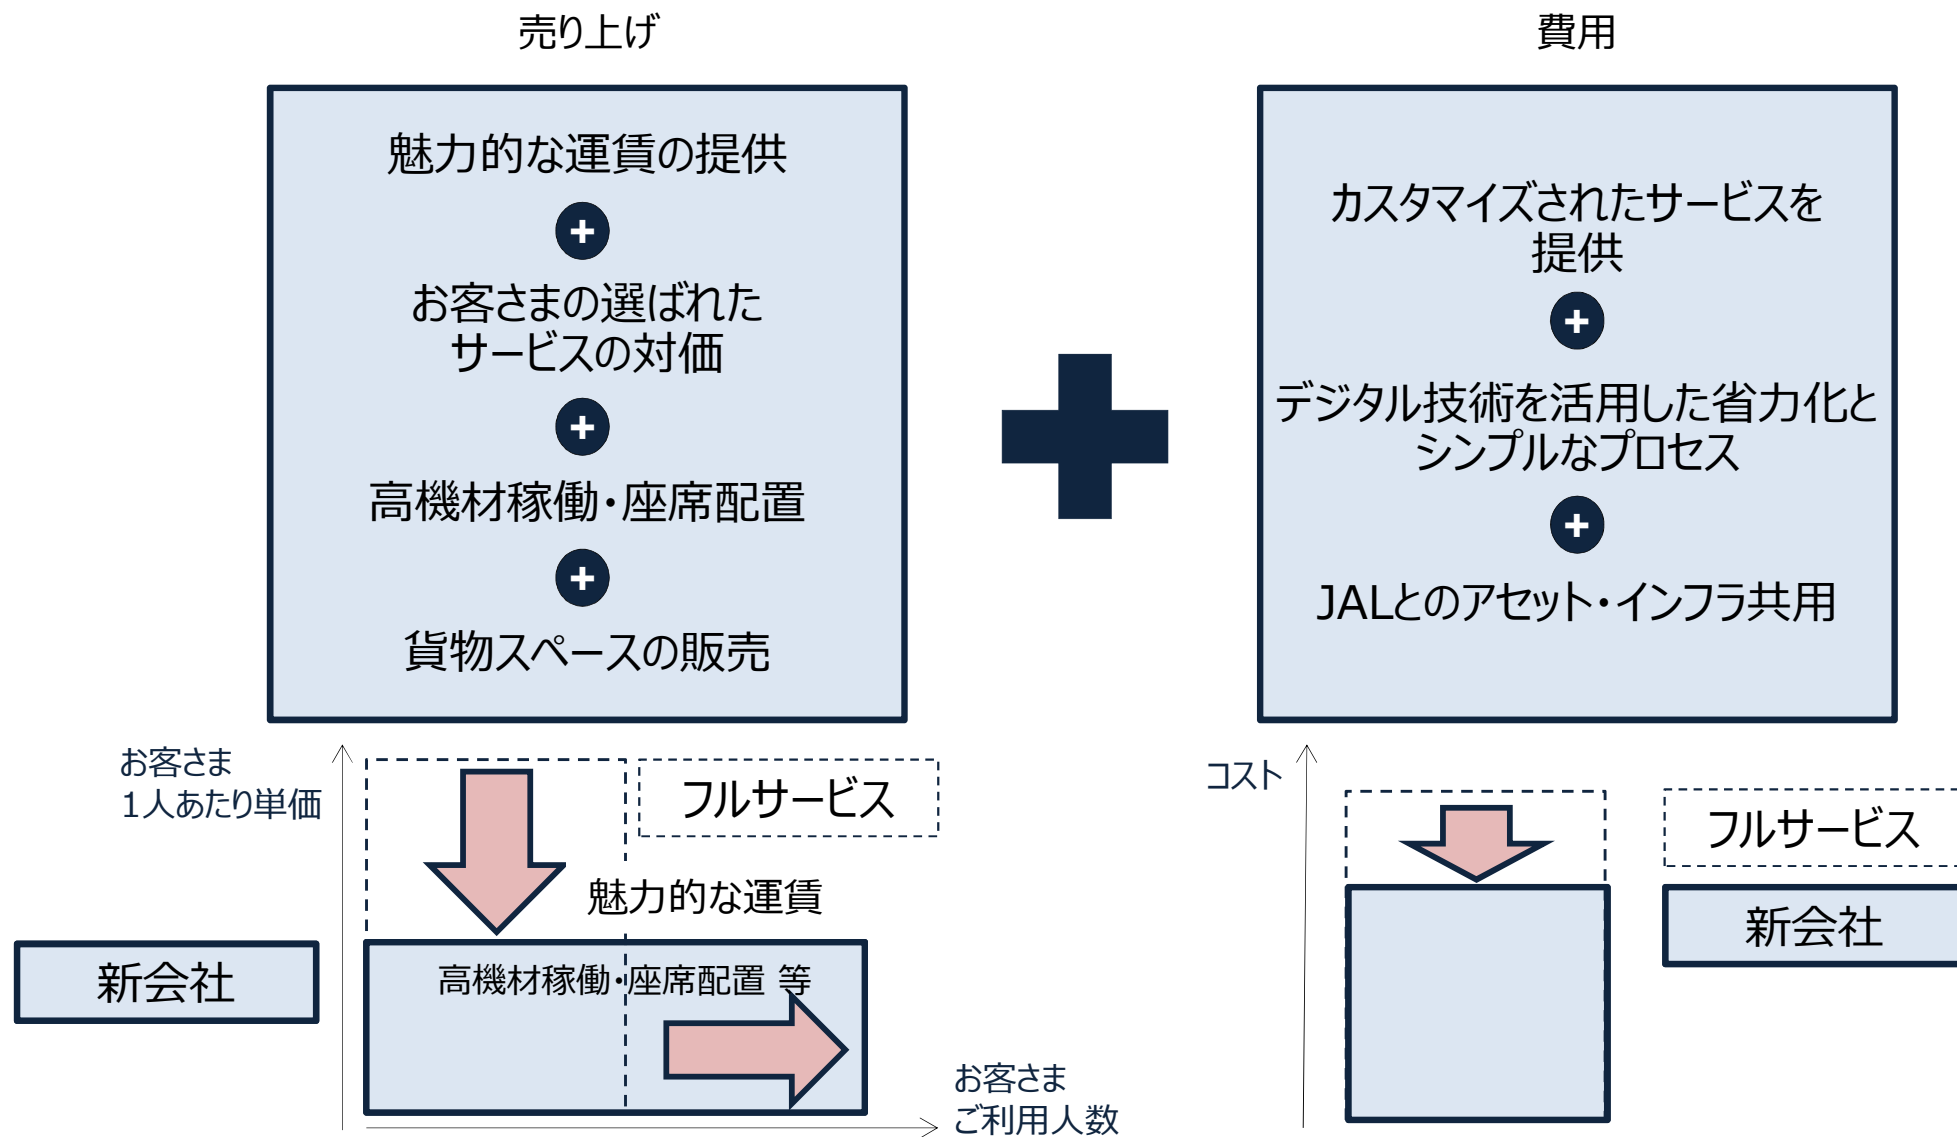 売り上げ
魅力的な運賃の提供
+
お客さまの選ばれた
サービスの対価
+
高機材稼働・座席配置
+
貨物スペースの販売
費用
カスタマイズされたサービスを
提供
+
デジタル技術を活用した省力化と
シンプルなプロセス
+
JALとのアセット・インフラ共用
お客さま
1人あたり単価
フルサービス
魅力的な運賃
新会社
高機材稼働・座席配置 等
お客さま
ご利用人数
コスト
フルサービス
新会社